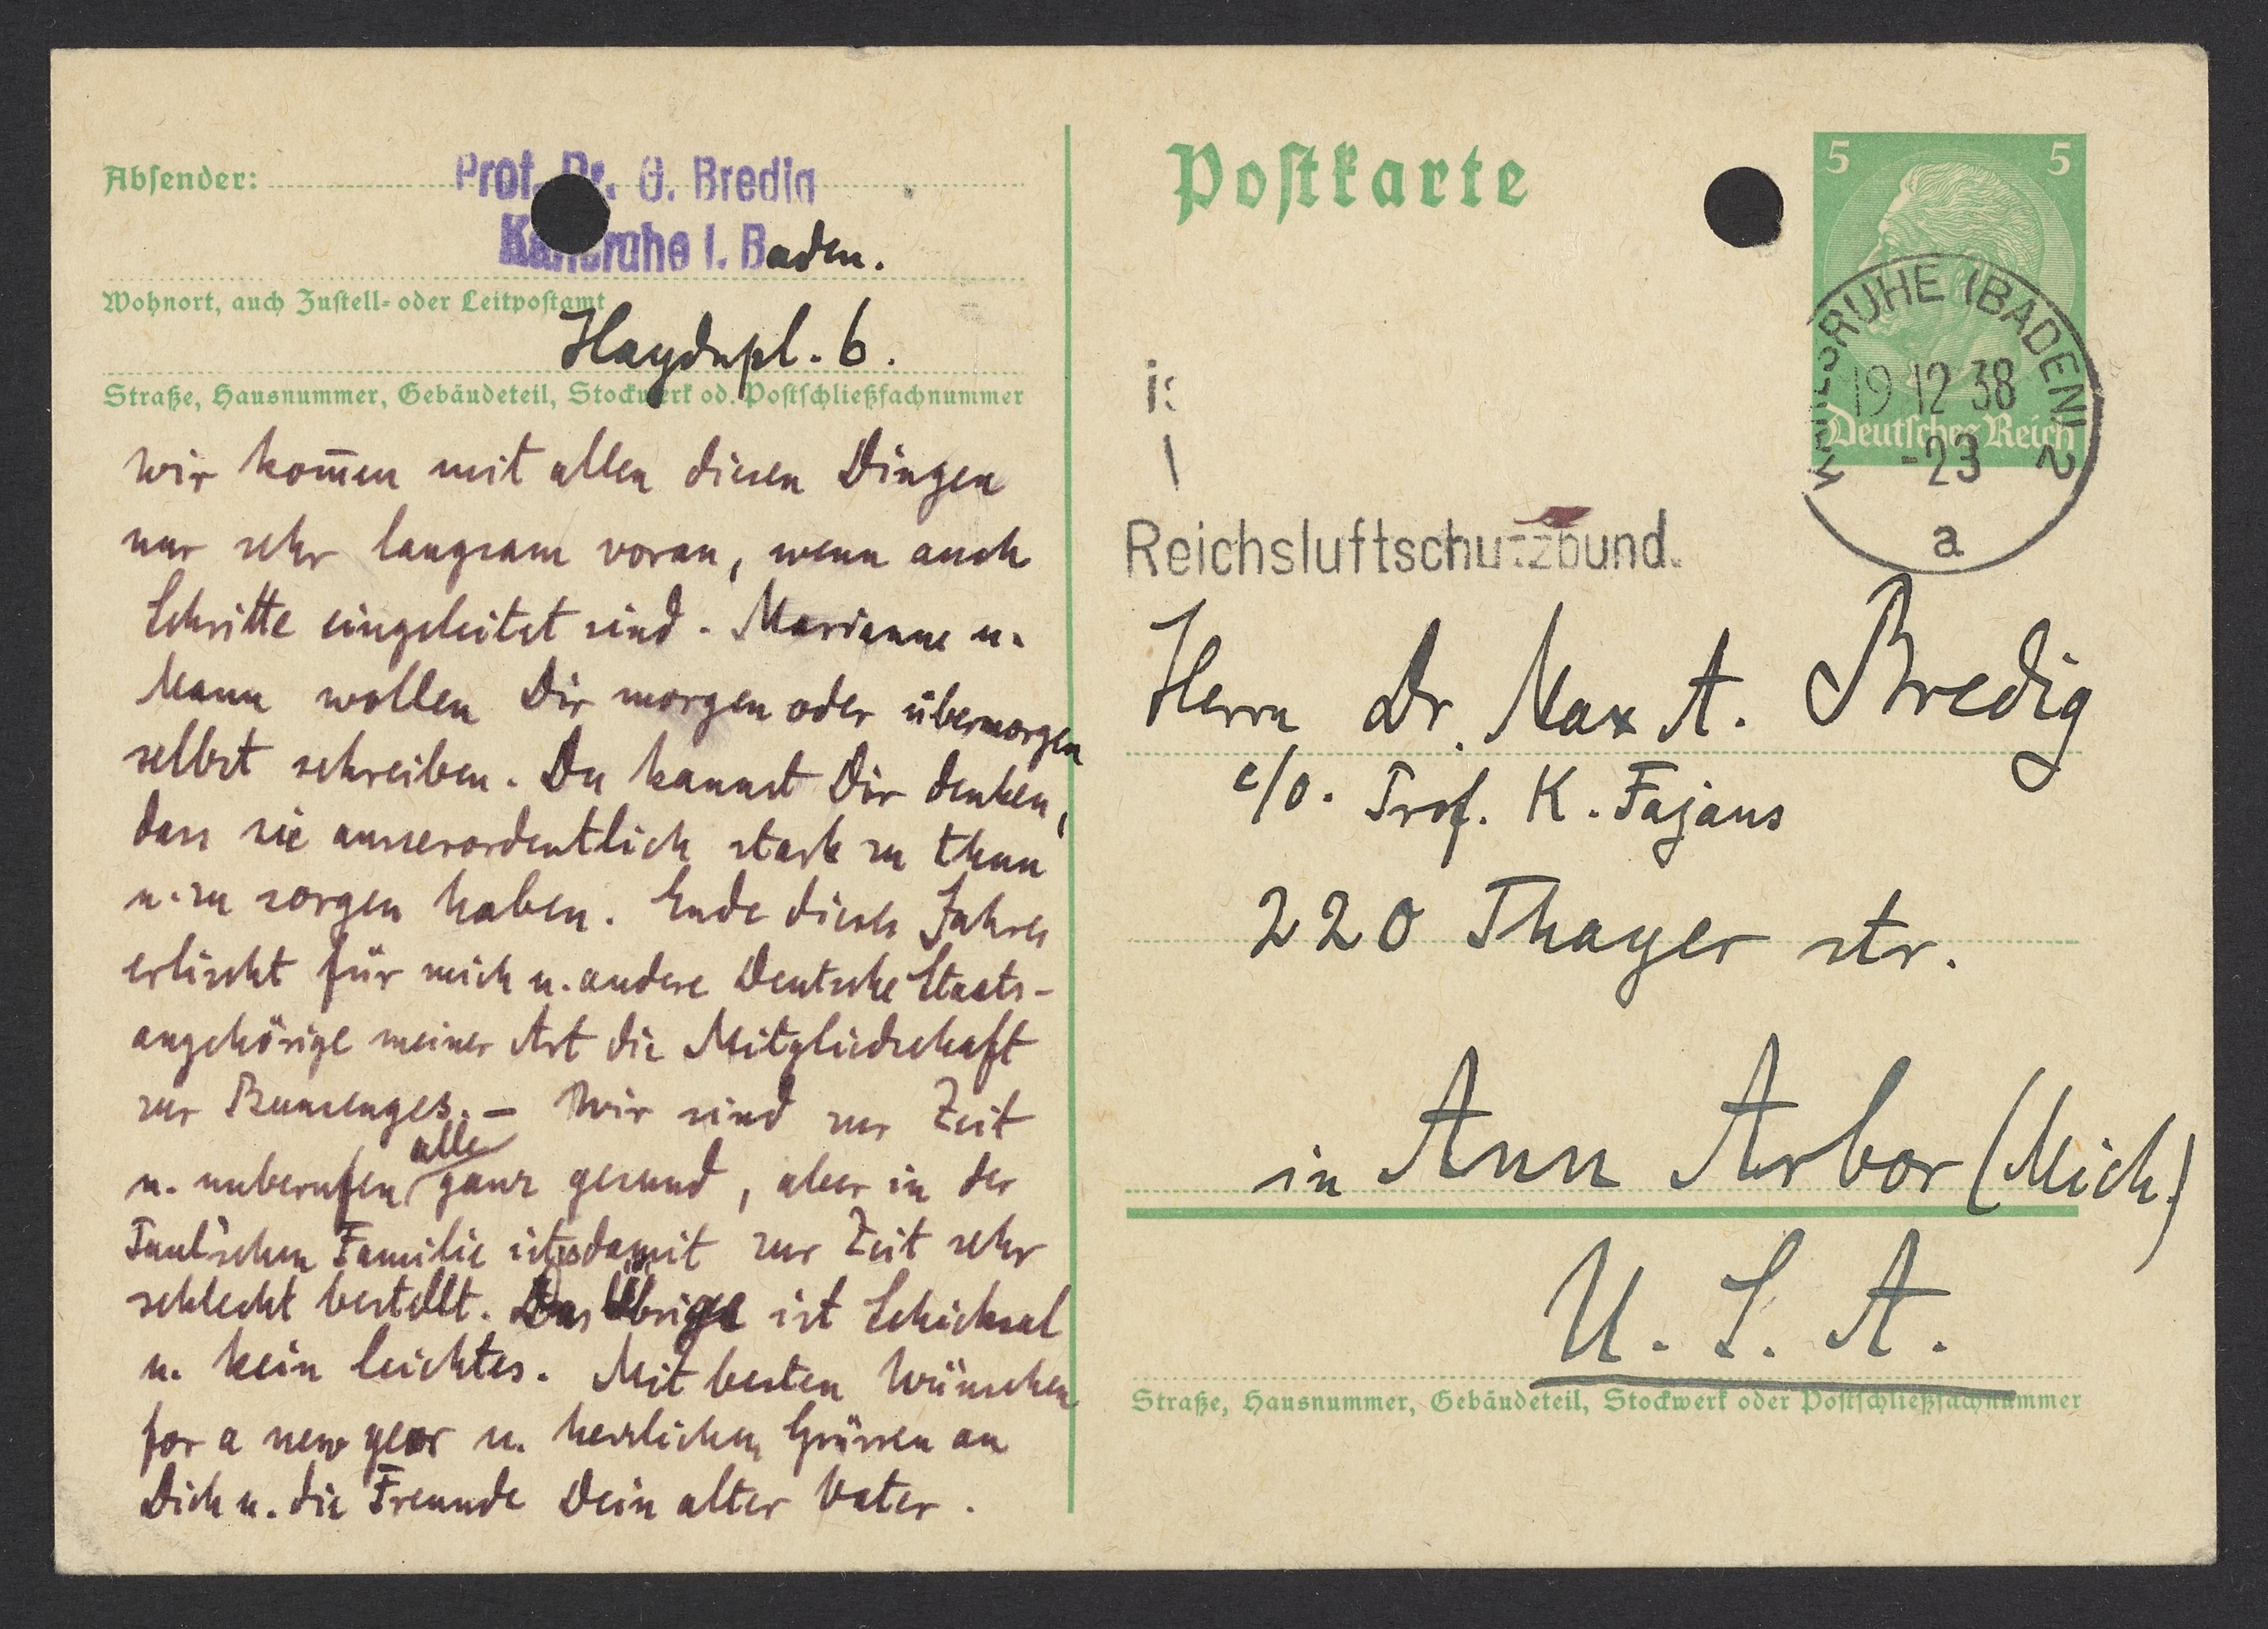 Absender:
Prof. Dr. G. Bredig
Karlsruhe i. Baden.
Wohnort, auch Zustell- oder Leitpostamt
Haydnpl. 6.
Straße, Hausnummer, Gebäudeteil, Stockwerk od. Postschließfachnummer
Wir kom̄en mit allen diesen Dingen
nur sehr langsam voran, wenn auch
Schritte eingeleitet sind. Marianne u.
Mann wollen Dir morgen oder übermorgen
selbst schreiben. Du kannst Dir denken,
dass sie ausserordentlich stark zu thun
u. zu sorgen haben. Ende dieses Jahres
erlischt für mich u. andere Deutsche Staats-
angehörige meiner Art die Mitgliedschaft
zur Bunsenges. – Wir sind zur Zeit
u. unberufen alle ganz gesund, aber in der
Familie ist es damit zur Zeit sehr
schlecht bestellt. Das Übrige ist Schicksal
u. kein leichtes. Mit besten Wünschen
for a new year u. herzlichen Grüssen an
Dich u. die Freunde Dein alter Vater.
Postkarte
5 5
Deutsches Reich
KARLSRUHE (BADEN) 2
19 12 38
-23
a
Reichsluftschutzbund.
Herrn Dr. Max A. Bredig
c/o. Prof. K. Fajans
220 Thayer str.
in Ann Arbor (Mich.)
U. S. A.
Straße, Hausnummer, Gebäudeteil, Stockwerk oder Postschließfachnummer